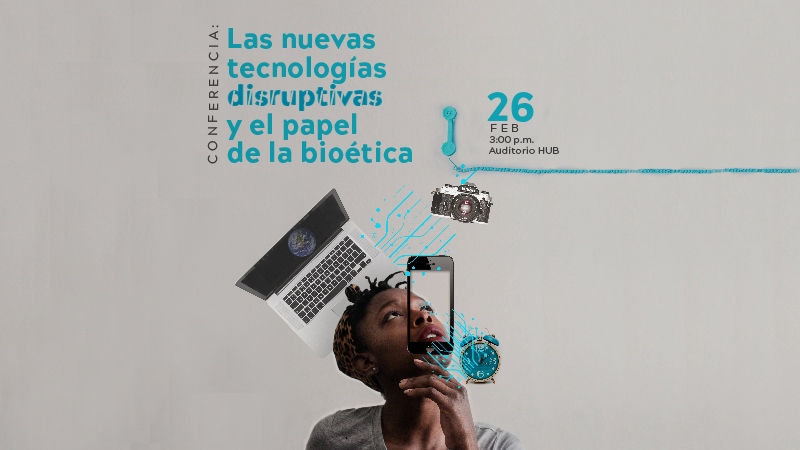 CONFERENCIA:
Las nuevas
tecnologías
disruptivas
y el papel
de la bioética
26
FEB
3:00 p.m.
Auditorio HUB